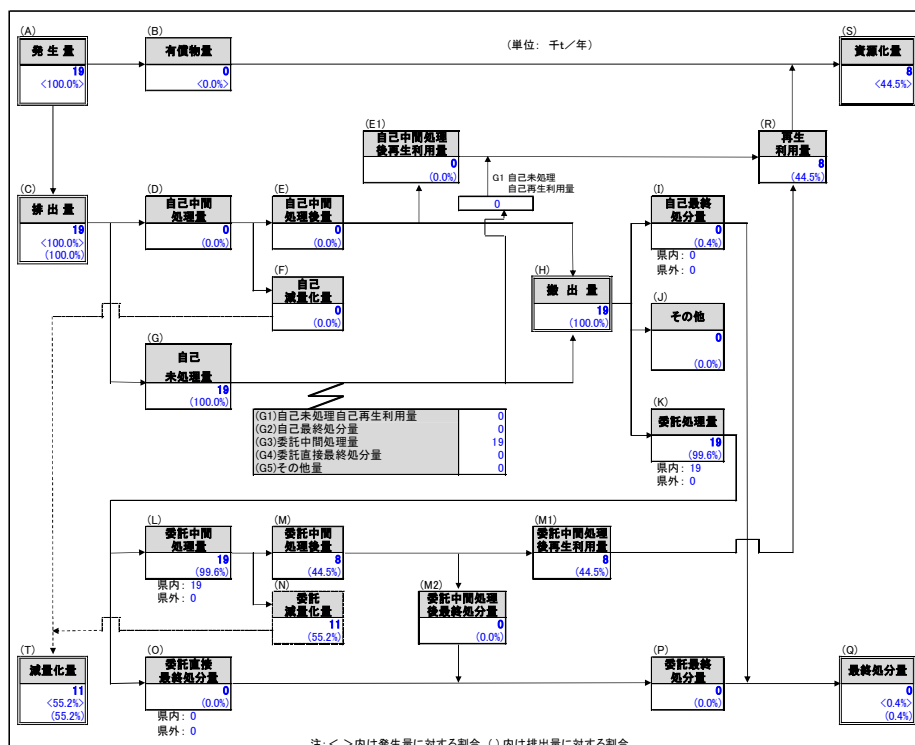 (A)
発生量
19
<100.0%>
(B)
有償物量
0
<0.0%>
(単位: 千t/年)
(S)
資源化量
8
<44.5%>
(E1)
自己中間処理
後再生利用量
0
(0.0%)
(R)
再生
利用量
8
(44.5%)
G1 自己未処理
自己再生利用量
0
(C)
排出量
19
<100.0%>
(100.0%)
(D)
自己中間
処理量
0
(0.0%)
(E)
自己中間
処理後量
0
(0.0%)
(F)
自己
減量化量
0
(0.0%)
(G)
自己
未処理量
19
(100.0%)
(H)
搬出量
19
(100.0%)
(I)
自己最終
処分量
0
(0.4%)
県内: 0
県外: 0
(J)
その他
0
(0.0%)
(K)
委託処理量
19
(99.6%)
県内: 19
県外: 0
(G1)自己未処理自己再生利用量 0
(G2)自己最終処分量 0
(G3)委託中間処理量 19
(G4)委託直接最終処分量 0
(G5)その他量 0
(L)
委託中間
処理量
19
(99.6%)
県内: 19
県外: 0
(M)
委託中間
処理後量
8
(44.5%)
(N)
委託
減量化量
11
(55.2%)
(M1)
委託中間処理
後再生利用量
8
(44.5%)
(M2)
委託中間処理
後最終処分量
0
(0.0%)
(T)
減量化量
11
<55.2%>
(55.2%)
(O)
委託直接
最終処分量
0
(0.0%)
県内: 0
県外: 0
(P)
委託最終
処分量
0
(0.0%)
(Q)
最終処分量
0
<0.4%>
(0.4%)
注:< >内は発生量に対する割合、( )内は排出量に対する割合